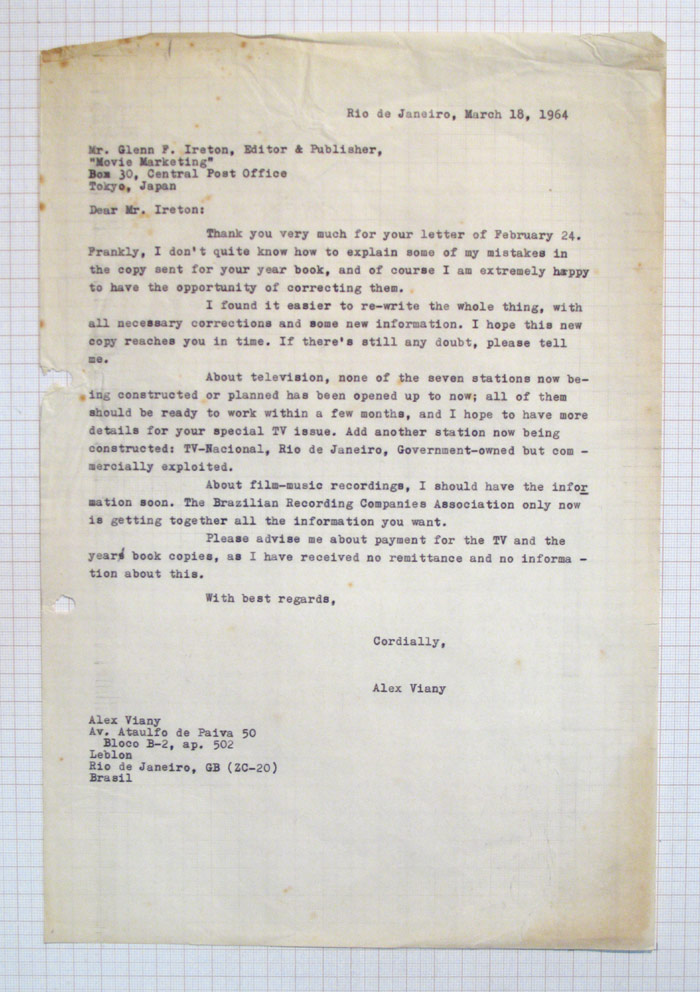 Rio de Janeiro, March 18, 1964
Mr. Glenn F. Ireton, Editor & Publisher,
"Movie Marketing"
Box 30, Central Post Office
Tokyo, Japan
Dear Mr. Ireton:
Thank you very much for your letter of February 24.
Frankly, I don't quite know how to explain some of my mistakes in
the copy sent for your year book, and of course I am extremely happy
to have the opportunity of correcting them.
I found it easier to re-write the whole thing, with
all necessary corrections and some new information. I hope this new
copy reaches you in time. If there's still any doubt, please tell
me.
About television, none of the seven stations now be-
ing constructed or planned has been opened up to now; all of them
should be ready to work within a few months, and I hope to have more
details for your special TV issue. Add another station now being
constructed: TV-Nacional, Rio de Janeiro, Government-owned but com -
mercially exploited.
About film-music recordings, I should have the infor
mation soon. The Brazilian Recording Companies Association only now
is getting together all the information you want.
Please advise me about payment for the TV and the
year book copies, as I have received no remittance and no informa -
tion about this.
With best regards,
Cordially,
Alex Viany
Alex Viany
Av. Ataulfo de Paiva 50
Bloco B-2, ap. 502
Leblon
Rio de Janeiro, GB (ZC-20)
Brasil